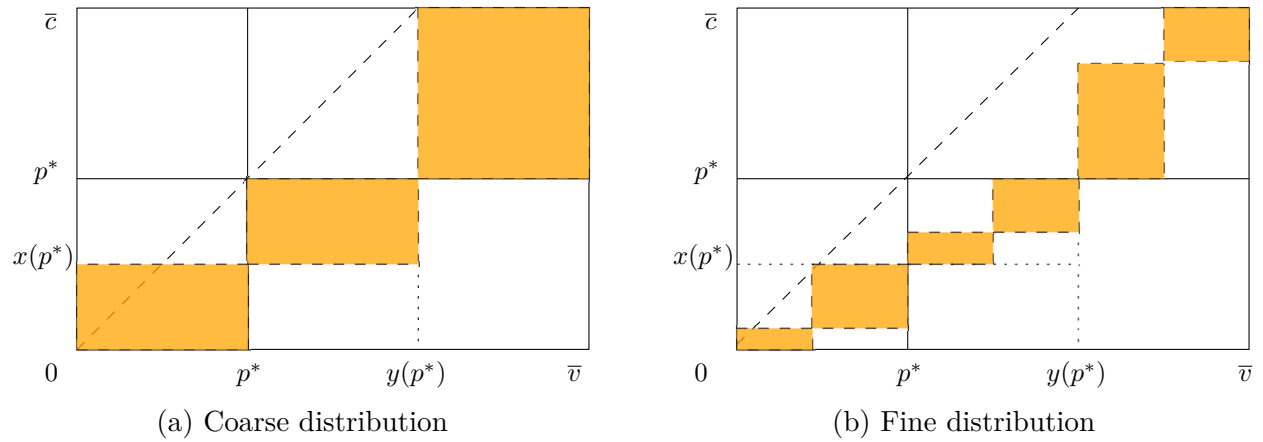 c̅ c̅
p* p*
x(p*) x(p*)
0 p* y(p*) v̅ 0 p* y(p*) v̅
(a) Coarse distribution (b) Fine distribution